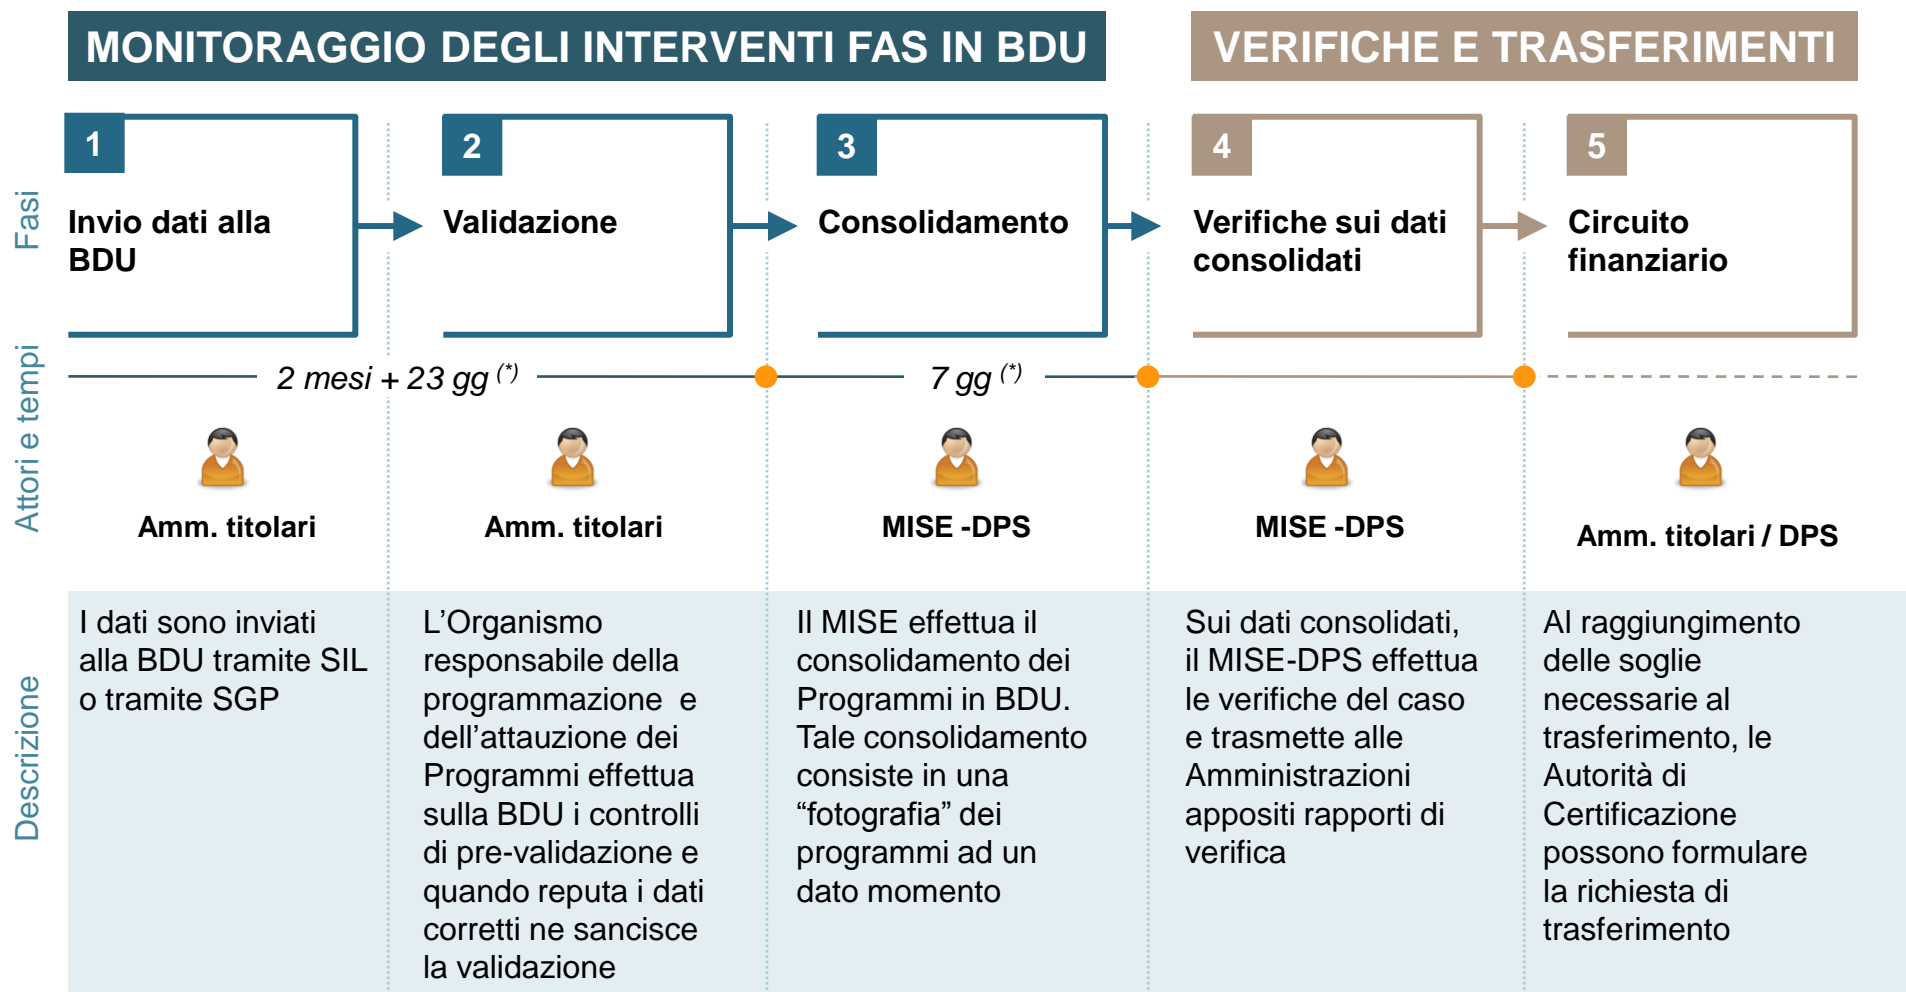 MONITORAGGIO DEGLI INTERVENTI FAS IN BDU
VERIFICHE E TRASFERIMENTI
Fasi
1
Invio dati alla
BDU
2
Validazione
3
Consolidamento
4
Verifiche sui dati
consolidati
5
Circuito
finanziario
Attori e tempi
2 mesi + 23 gg (*)
7 gg (*)
Amm. titolari
Amm. titolari
MISE -DPS
MISE -DPS
Amm. titolari / DPS
Descrizione
I dati sono inviati
alla BDU tramite SIL
o tramite SGP
L’Organismo
responsabile della
programmazione e
dell’attauzione dei
Programmi effettua
sulla BDU i controlli
di pre-validazione e
quando reputa i dati
corretti ne sancisce
la validazione
Il MISE effettua il
consolidamento dei
Programmi in BDU.
Tale consolidamento
consiste in una
“fotografia” dei
programmi ad un
dato momento
Sui dati consolidati,
il MISE-DPS effettua
le verifiche del caso
e trasmette alle
Amministrazioni
appositi rapporti di
verifica
Al raggiungimento
delle soglie
necessarie al
trasferimento, le
Autorità di
Certificazione
possono formulare
la richiesta di
trasferimento